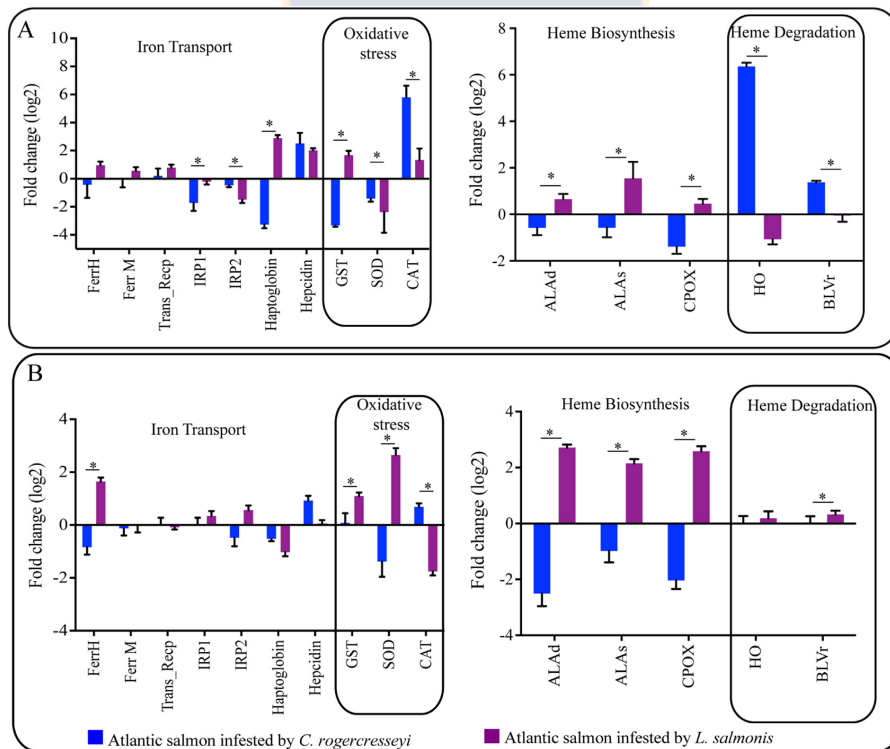 A
Iron Transport
Oxidative
stress
Fold change (log2)
10
8
6
4
2
0
-2
-4
*
*
*
*
*
*
FerrH
Ferr M
Trans_Recp
IRP1
IRP2
Haptoglobin
Hepcidin
GST
SOD
CAT
Heme Biosynthesis
Heme Degradation
Fold change (log2)
8
6
4
2
0
-2
*
*
*
*
*
ALAd
ALAs
CPOX
HO
BLVr
B
Iron Transport
Oxidative
stress
Fold change (log2)
4
2
0
-2
-4
*
*
*
*
FerrH
Ferr M
Trans_Recp
IRP1
IRP2
Haptoglobin
Hepcidin
GST
SOD
CAT
Heme Biosynthesis
Heme Degradation
Fold change (log2)
4
2
0
-2
-4
*
*
*
*
ALAd
ALAs
CPOX
HO
BLVr
Atlantic salmon infested by C. rogercresseyi
Atlantic salmon infested by L. salmonis